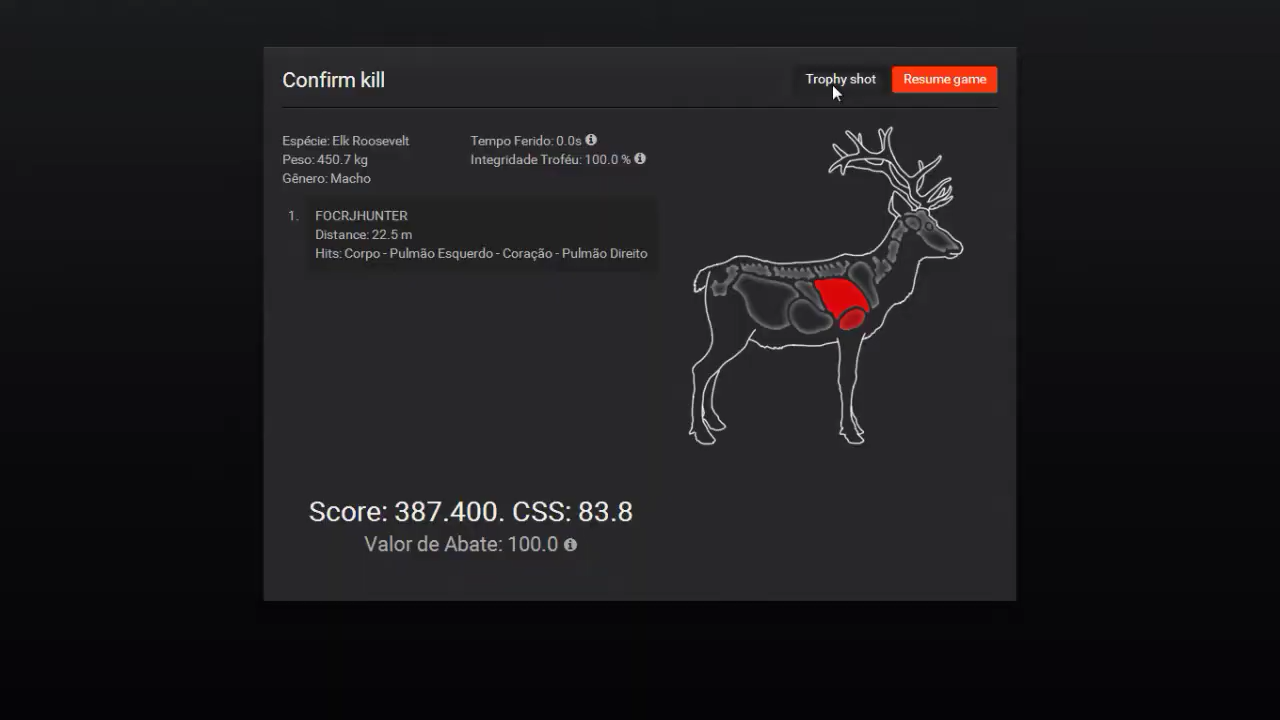 Confirm kill
Trophy shot
Resume game
Espécie: Elk Roosevelt
Peso: 450.7 kg
Gênero: Macho
Tempo Ferido: 0.0s
Integridade Troféu: 100.0 %
1. FOCRJHUNTER
Distance: 22.5 m
Hits: Corpo - Pulmão Esquerdo - Coração - Pulmão Direito
Score: 387.400. CSS: 83.8
Valor de Abate: 100.0